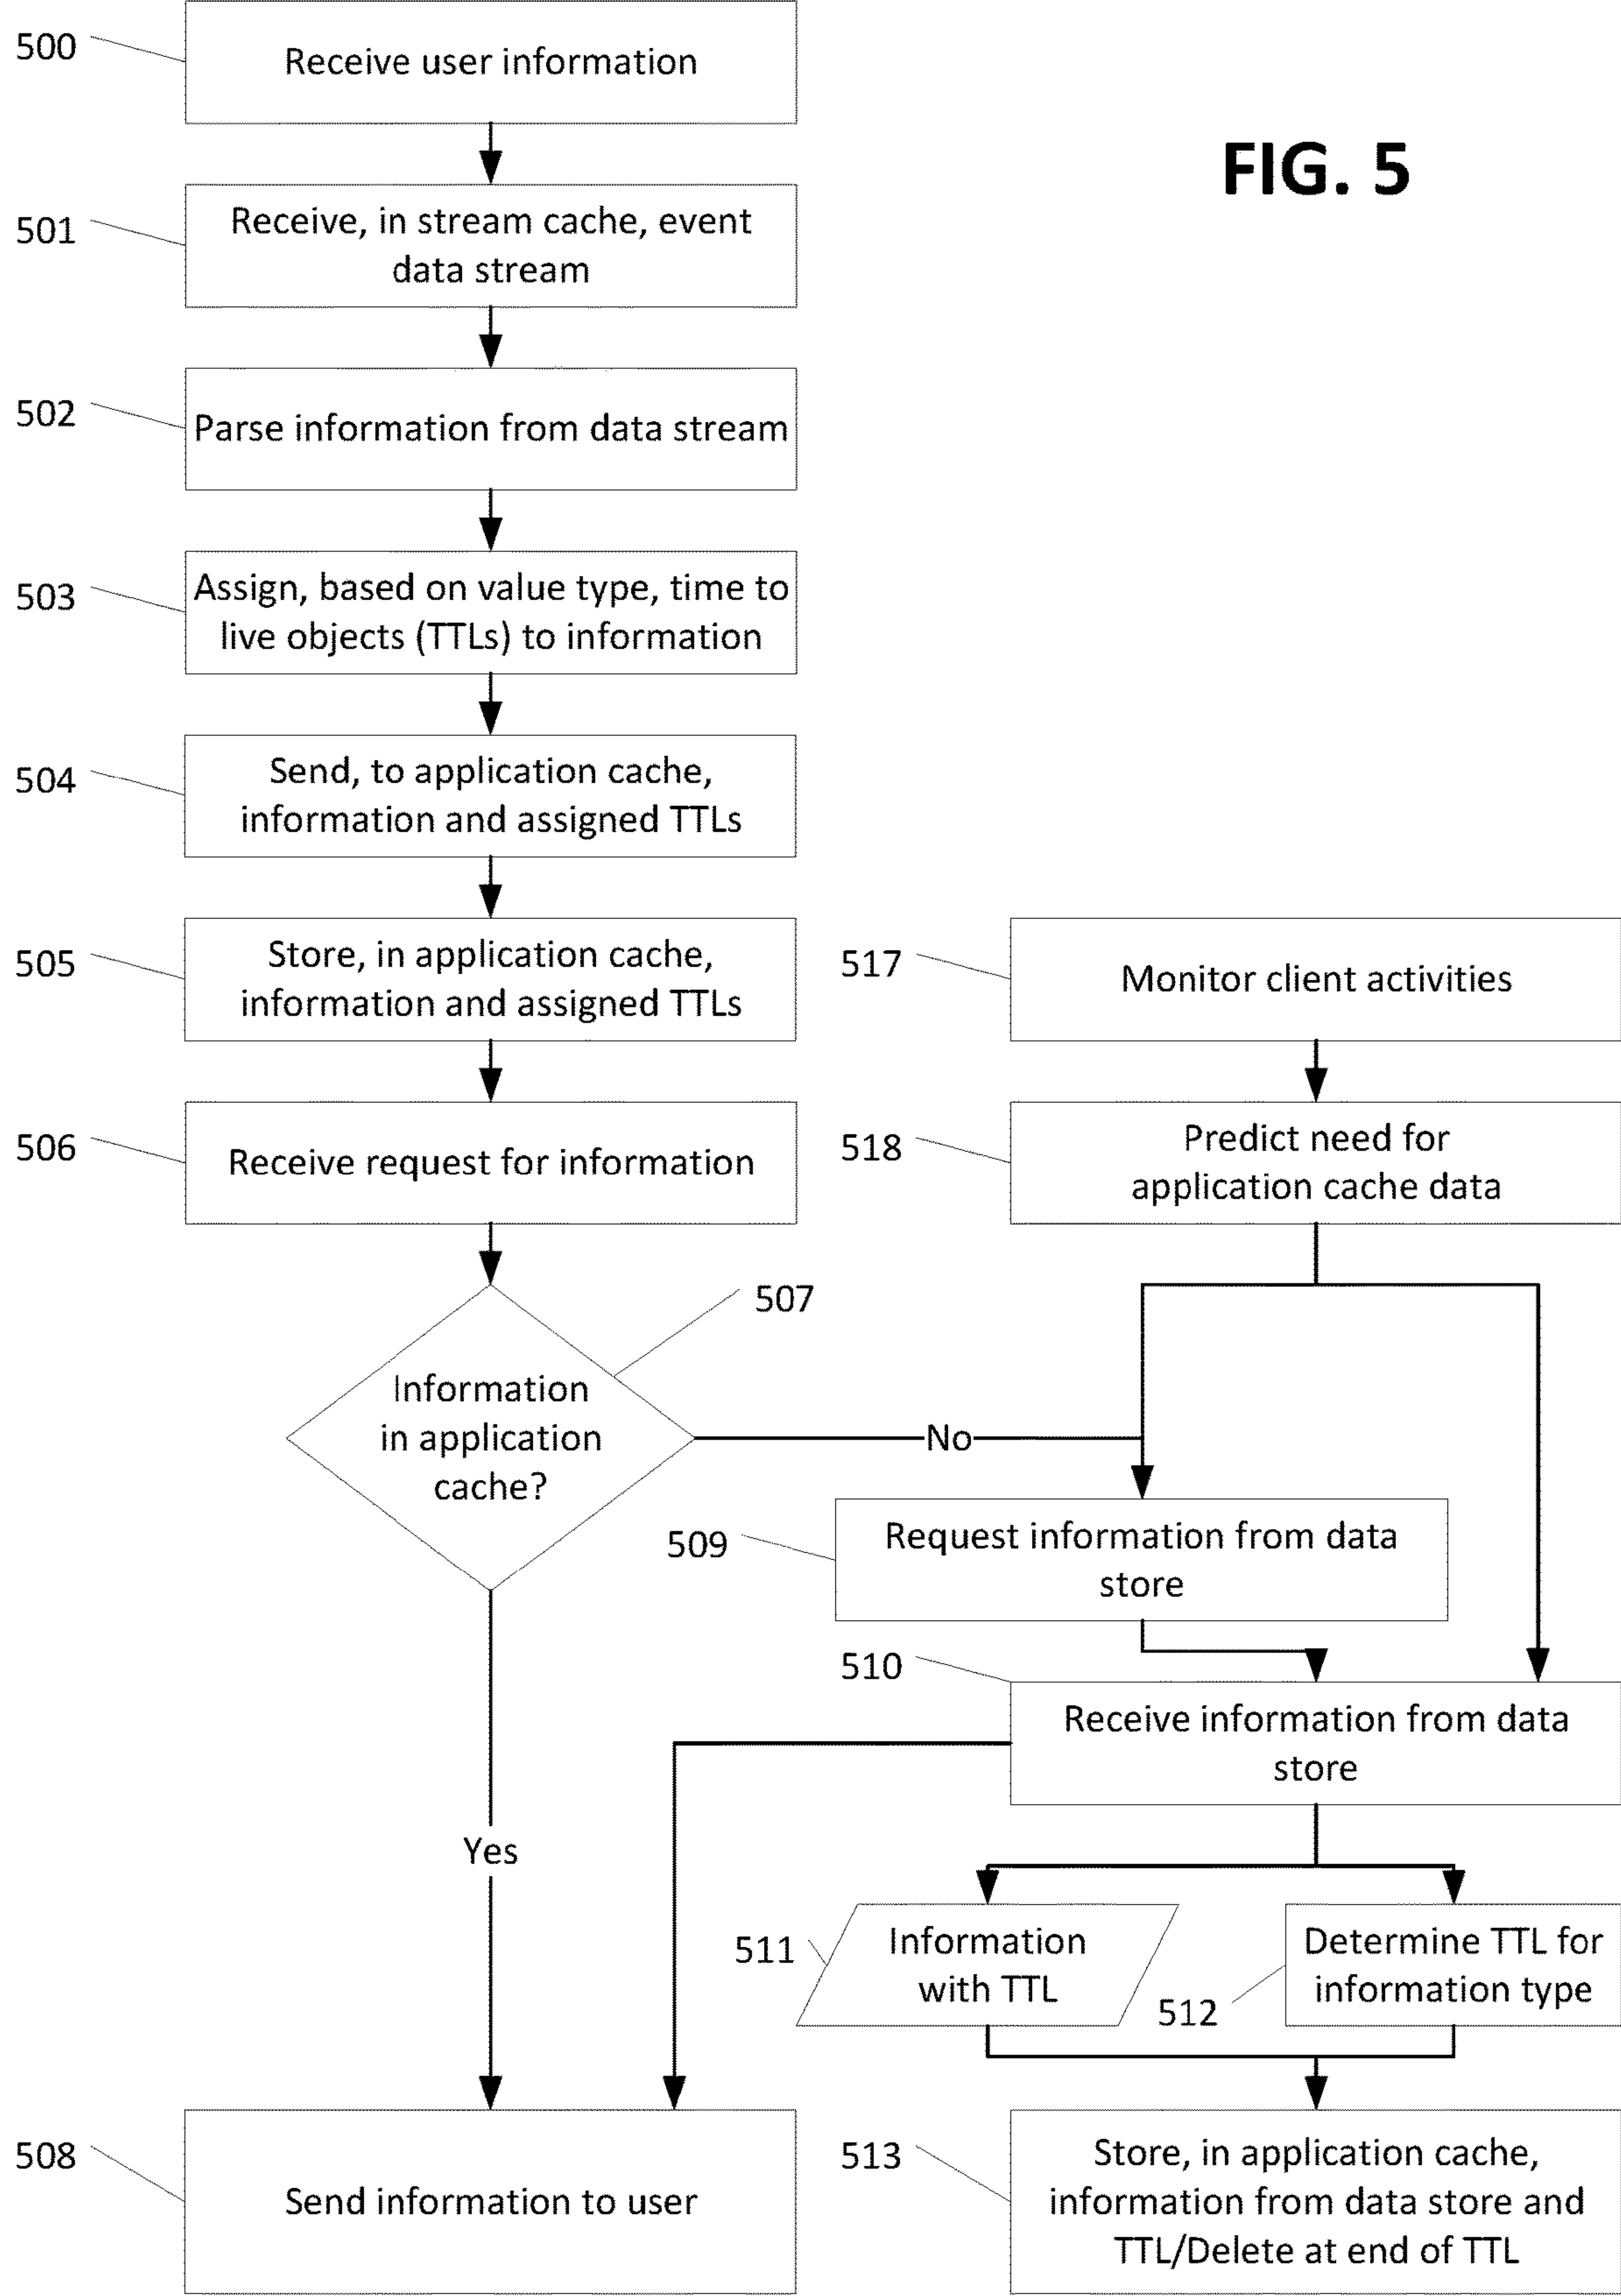 500
Receive user information
FIG. 5
501
Receive, in stream cache, event
data stream
502
Parse information from data stream
503
Assign, based on value type, time to
live objects (TTLs) to information
504
Send, to application cache,
information and assigned TTLs
505
Store, in application cache,
information and assigned TTLs
517
Monitor client activities
506
Receive request for information
518
Predict need for
application cache data
507
Information
in application
cache?
No
509
Request information from data
store
510
Receive information from data
store
Yes
511
Information
with TTL
512
Determine TTL for
information type
508
Send information to user
513
Store, in application cache,
information from data store and
TTL/Delete at end of TTL